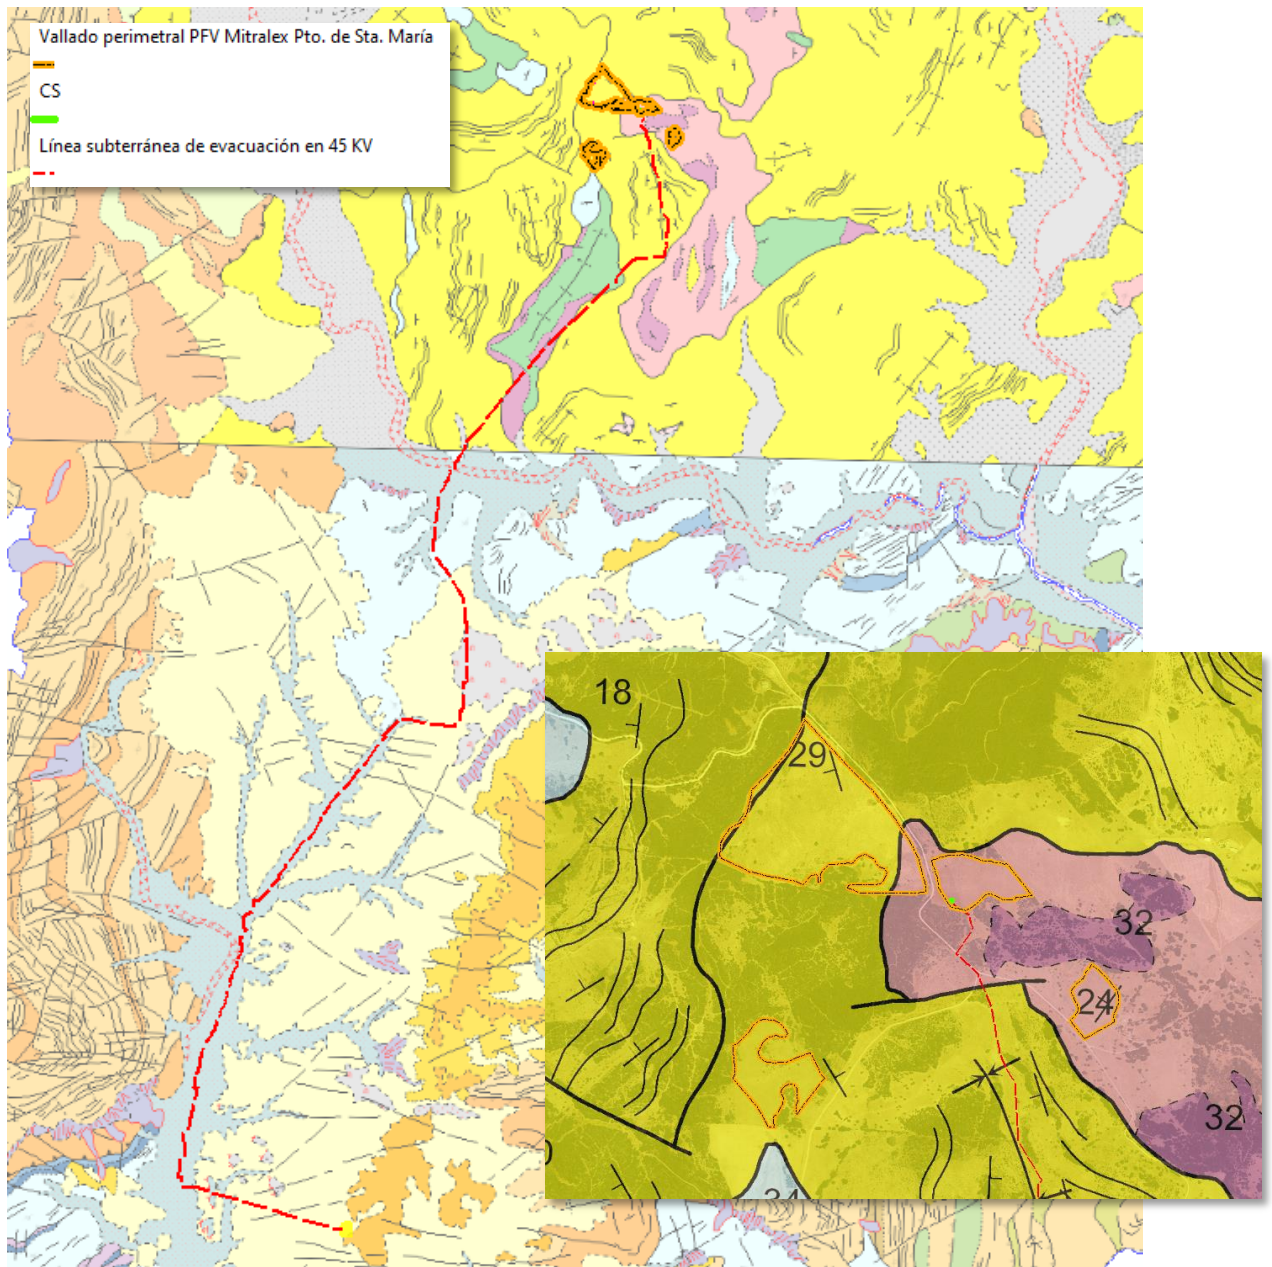 Vallado perimetral PFV Mitralex Pto. de Sta. María
CS
Línea subterránea de evacuación en 45 KV
18
29
32
24
32
34